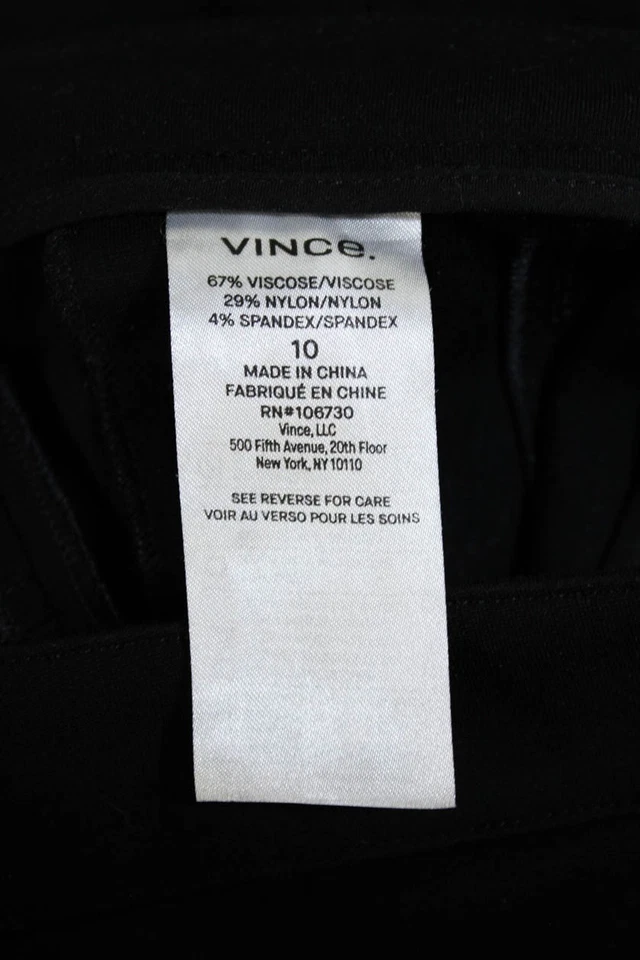 VINCe.
67% VISCOSE/VISCOSE
29% NYLON/NYLON
4% SPANDEX/SPANDEX
10
MADE IN CHINA
FABRIQUÉ EN CHINE
RN#106730
Vince, LLC
500 Fifth Avenue, 20th Floor
New York, NY 10110
SEE REVERSE FOR CARE
VOIR AU VERSO POUR LES SOINS